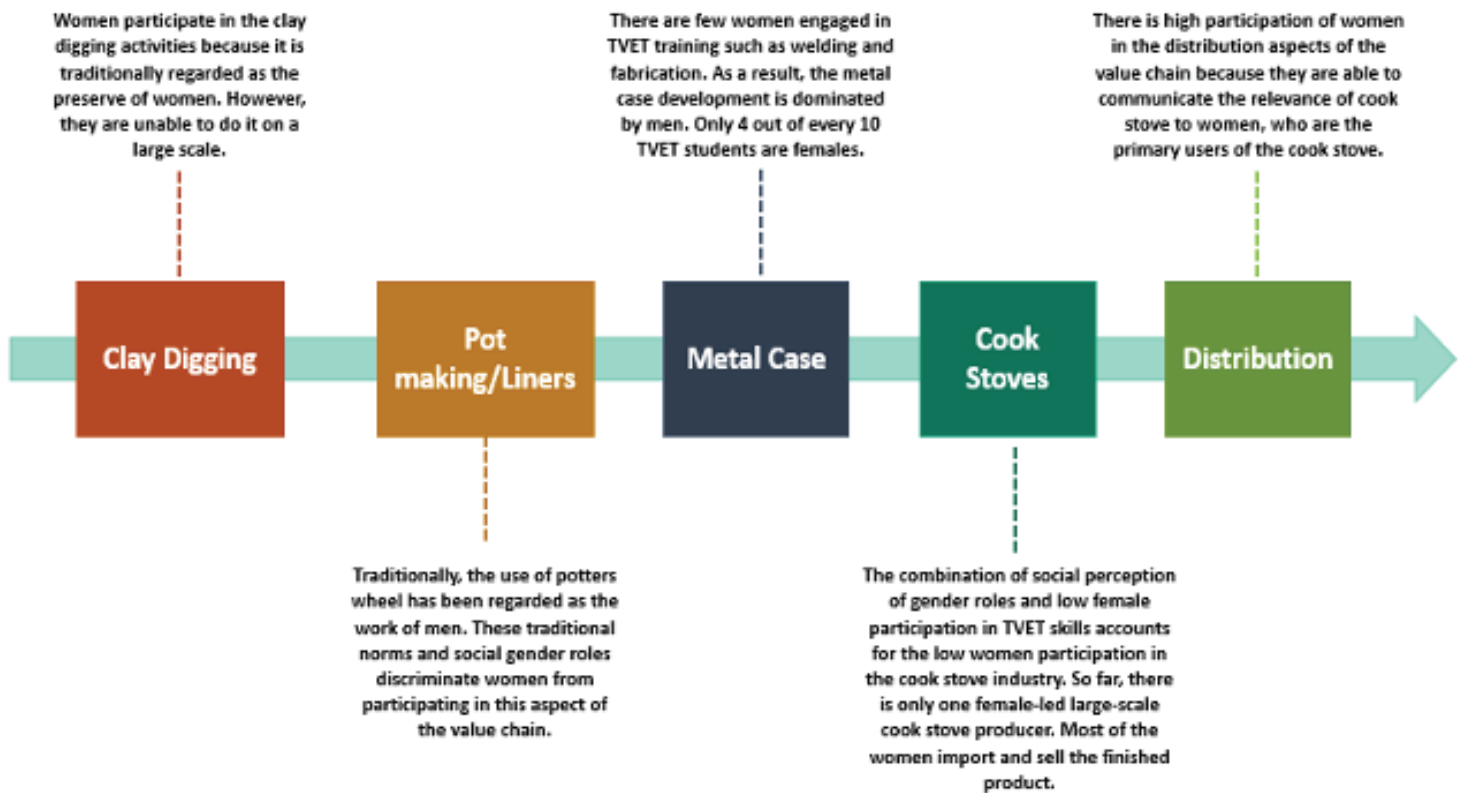 Women participate in the clay
digging activities because it is
traditionally regarded as the
preserve of women. However,
they are unable to do it on a
large scale.
There are few women engaged in
TVET training such as welding and
fabrication. As a result, the metal
case development is dominated
by men. Only 4 out of every 10
TVET students are females.
There is high participation of women
in the distribution aspects of the
value chain because they are able to
communicate the relevance of cook
stove to women, who are the
primary users of the cook stove.
Clay Digging
Pot
making/Liners
Metal Case
Cook
Stoves
Distribution
Traditionally, the use of potters
wheel has been regarded as the
work of men. These traditional
norms and social gender roles
discriminate women from
participating in this aspect of
the value chain.
The combination of social perception
of gender roles and low female
participation in TVET skills accounts
for the low women participation in
the cook stove industry. So far, there
is only one female-led large-scale
cook stove producer. Most of the
women import and sell the finished
product.